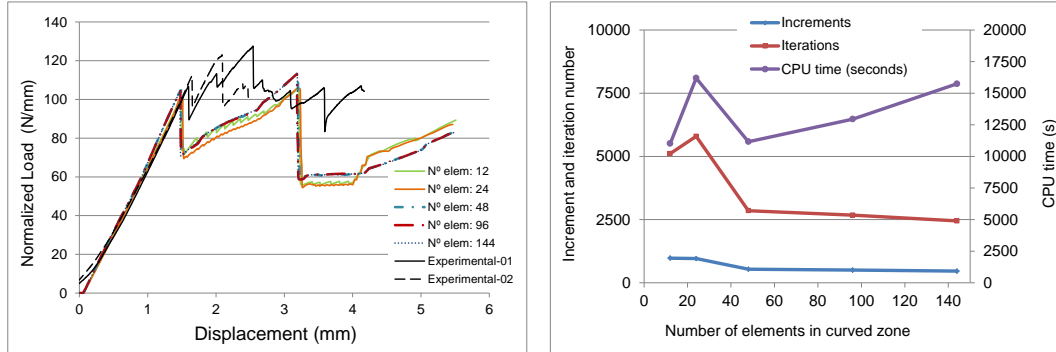 Normalized Load (N/mm)
140
120
100
80
60
40
20
0
Nº elem: 12
Nº elem: 24
Nº elem: 48
Nº elem: 96
Nº elem: 144
Experimental-01
Experimental-02
0 1 2 3 4 5 6
Displacement (mm)
Increments
Iterations
CPU time (seconds)
Increment and iteration number
10000
7500
5000
2500
0
20000
17500
15000
12500
10000
7500
5000
2500
0
CPU time (s)
0 20 40 60 80 100 120 140
Number of elements in curved zone